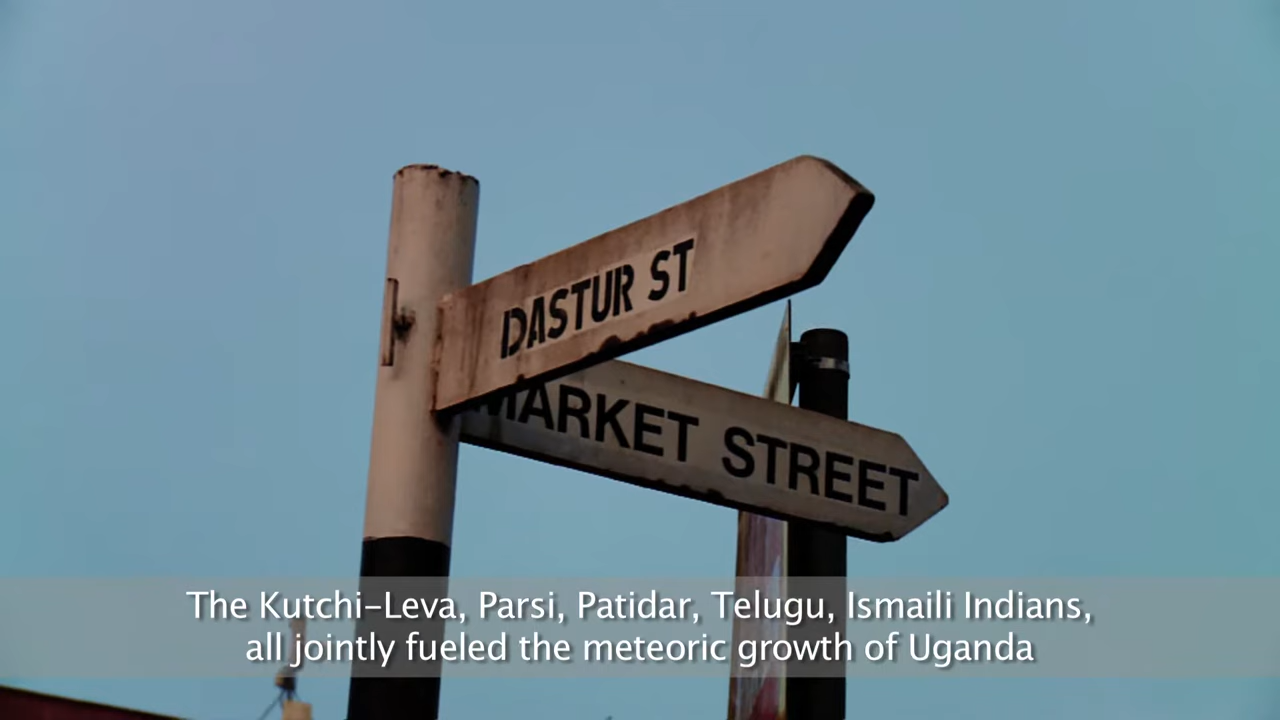 DASTUR ST
MARKET STREET
The Kutchi-Leva, Parsi, Patidar, Telugu, Ismaili Indians,
all jointly fueled the meteoric growth of Uganda